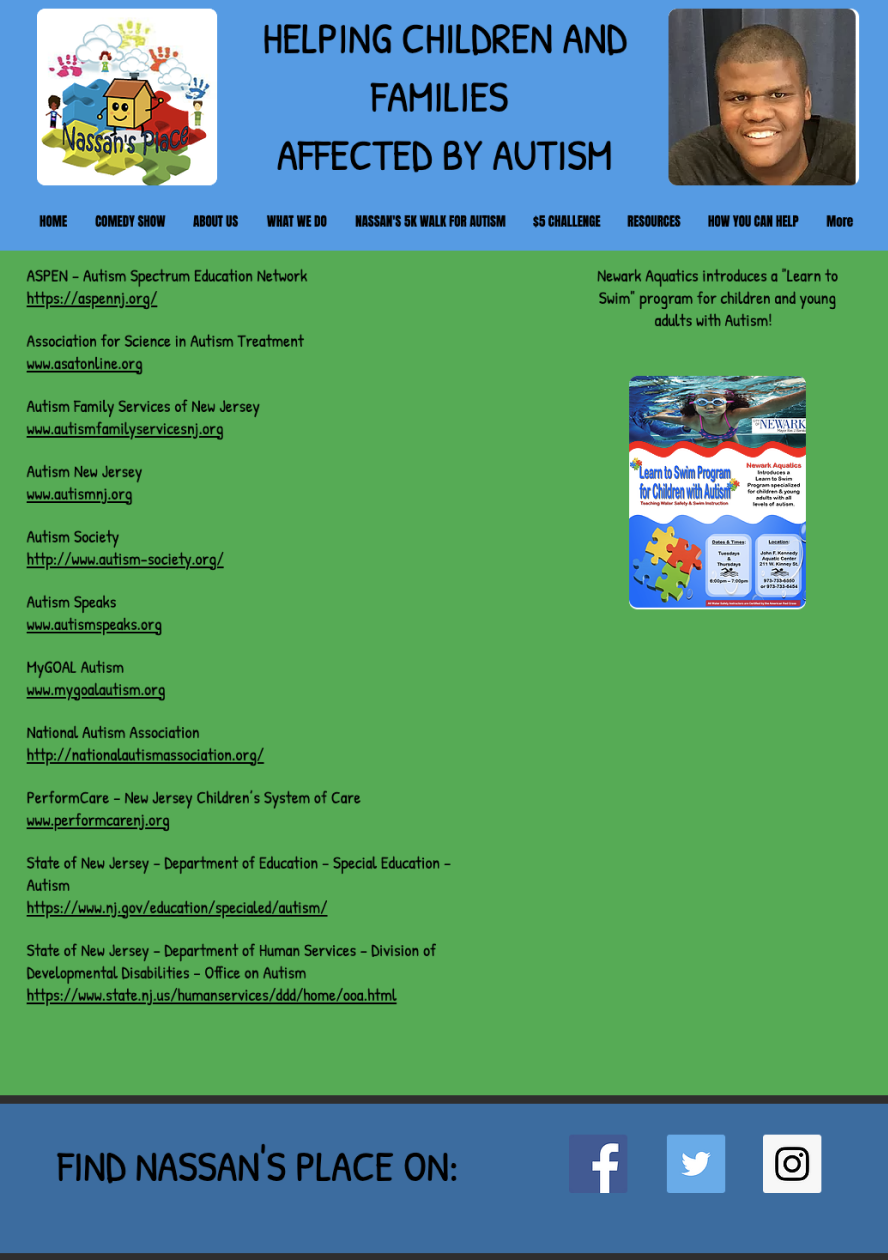 HELPING CHILDREN AND
FAMILIES
AFFECTED BY AUTISM
Nassan's Place
HOME COMEDY SHOW ABOUT US WHAT WE DO NASSAN'S 5K WALK FOR AUTISM $5 CHALLENGE RESOURCES HOW YOU CAN HELP More
ASPEN – Autism Spectrum Education Network
https://aspennj.org/
Association for Science in Autism Treatment
www.asatonline.org
Autism Family Services of New Jersey
www.autismfamilyservicesnj.org
Autism New Jersey
www.autismnj.org
Autism Society
http://www.autism-society.org/
Autism Speaks
www.autismspeaks.org
MyGOAL Autism
www.mygoalautism.org
National Autism Association
http://nationalautismassociation.org/
PerformCare – New Jersey Children's System of Care
www.performcarenj.org
State of New Jersey – Department of Education – Special Education –
Autism
https://www.nj.gov/education/specialed/autism/
State of New Jersey – Department of Human Services – Division of
Developmental Disabilities – Office on Autism
https://www.state.nj.us/humanservices/ddd/home/ooa.html
Newark Aquatics introduces a "Learn to
Swim" program for children and young
adults with Autism!
NEWARK
Learn to Swim Program
for Children with Autism
Teaching Water Safety & Swim Instruction
Newark Aquatics
Introduces a
Learn to Swim
Program specialized
for children & young
adults with all
levels of autism.
Dates & Times:
Tuesdays
&
Thursdays
6:00pm – 7:00pm
Location:
John F. Kennedy
Aquatic Center
211 W. Kinney St.
FIND NASSAN'S PLACE ON: